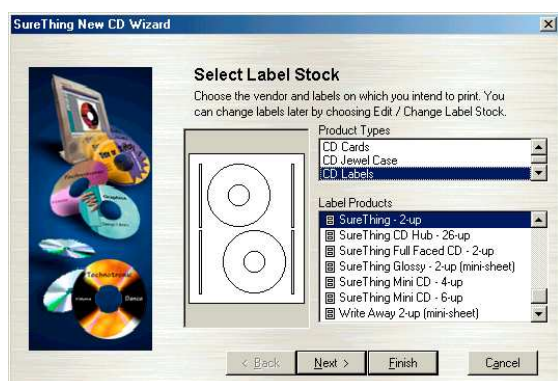 SureThing New CD Wizard
Select Label Stock
Choose the vendor and labels on which you intend to print. You
can change labels later by choosing Edit / Change Label Stock.
Product Types
CD Cards
CD Jewel Case
CD Labels
Label Products
SureThing - 2-up
SureThing CD Hub - 26-up
SureThing Full Faced CD - 2-up
SureThing Glossy - 2-up (mini-sheet)
SureThing Mini CD - 4-up
SureThing Mini CD - 6-up
Write Away 2-up (mini-sheet)
Technotronic
Dance
< Back
Next >
Finish
Cancel